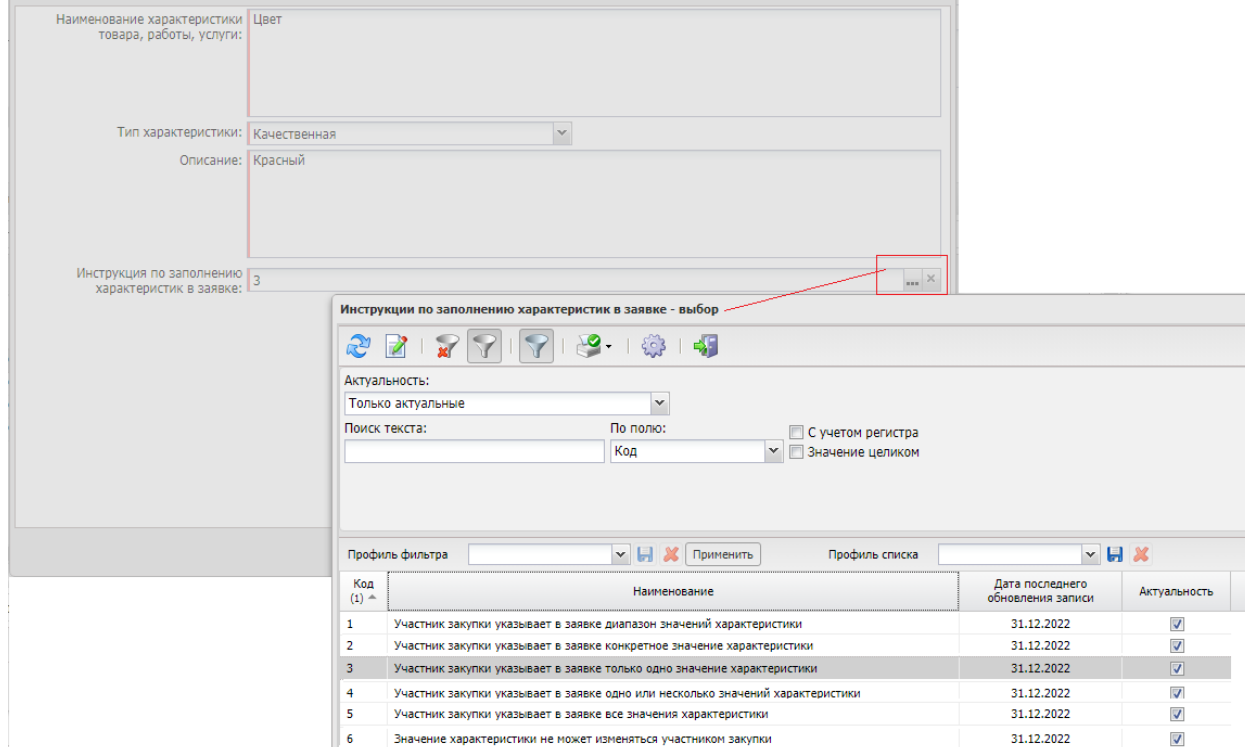 Наименование характеристики
товара, работы, услуги:
Цвет
Тип характеристики: Качественная
Описание: Красный
Инструкция по заполнению
характеристик в заявке:
3
Инструкции по заполнению характеристик в заявке - выбор
Актуальность:
Только актуальные
Поиск текста: По полю:
С учетом регистра
Код
Значение целиком
Профиль фильтра Применить Профиль списка
Код
(1)
Наименование
Дата последнего
обновления записи
Актуальность
1 Участник закупки указывает в заявке диапазон значений характеристики 31.12.2022
2 Участник закупки указывает в заявке конкретное значение характеристики 31.12.2022
3 Участник закупки указывает в заявке только одно значение характеристики 31.12.2022
4 Участник закупки указывает в заявке одно или несколько значений характеристики 31.12.2022
5 Участник закупки указывает в заявке все значения характеристики 31.12.2022
6 Значение характеристики не может изменяться участником закупки 31.12.2022